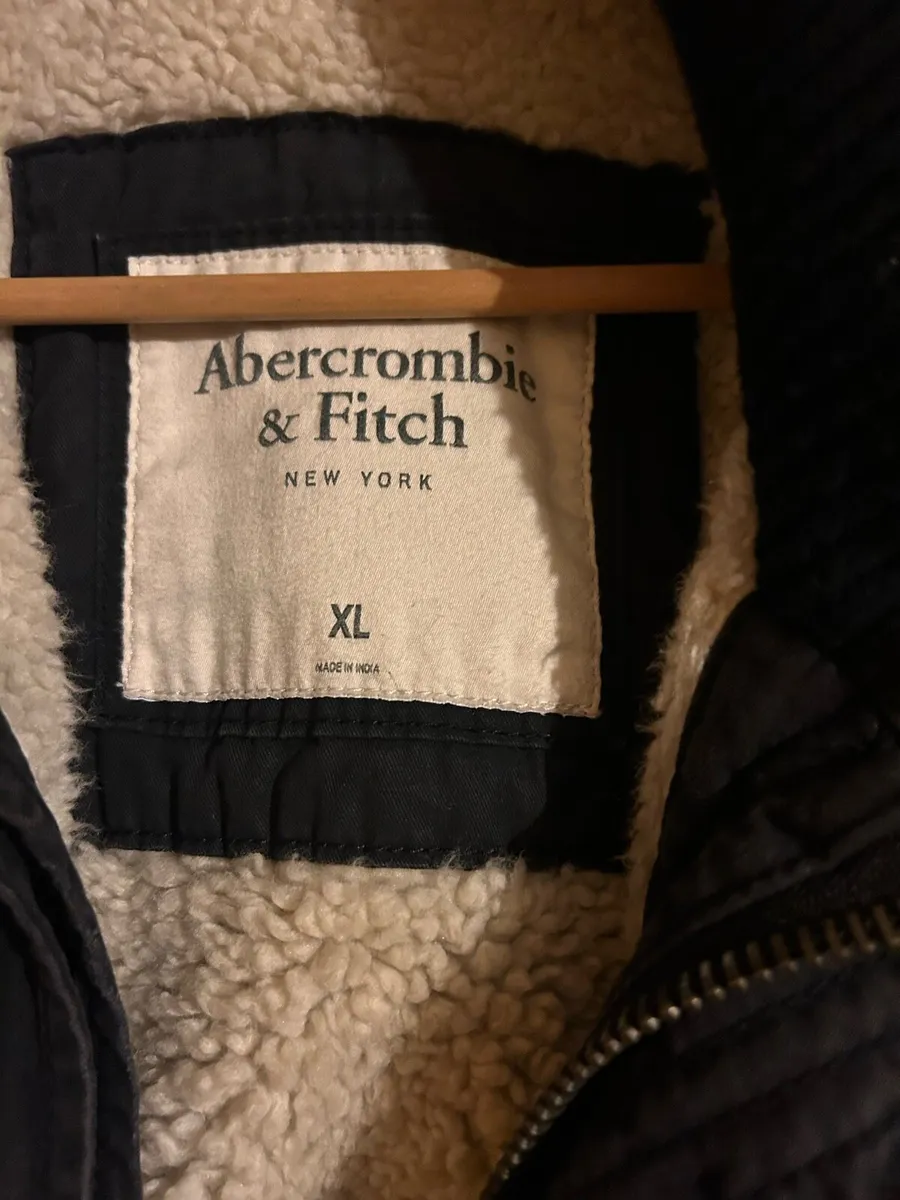 Abercrombie
& Fitch
NEW YORK
XL
MADE IN INDIA